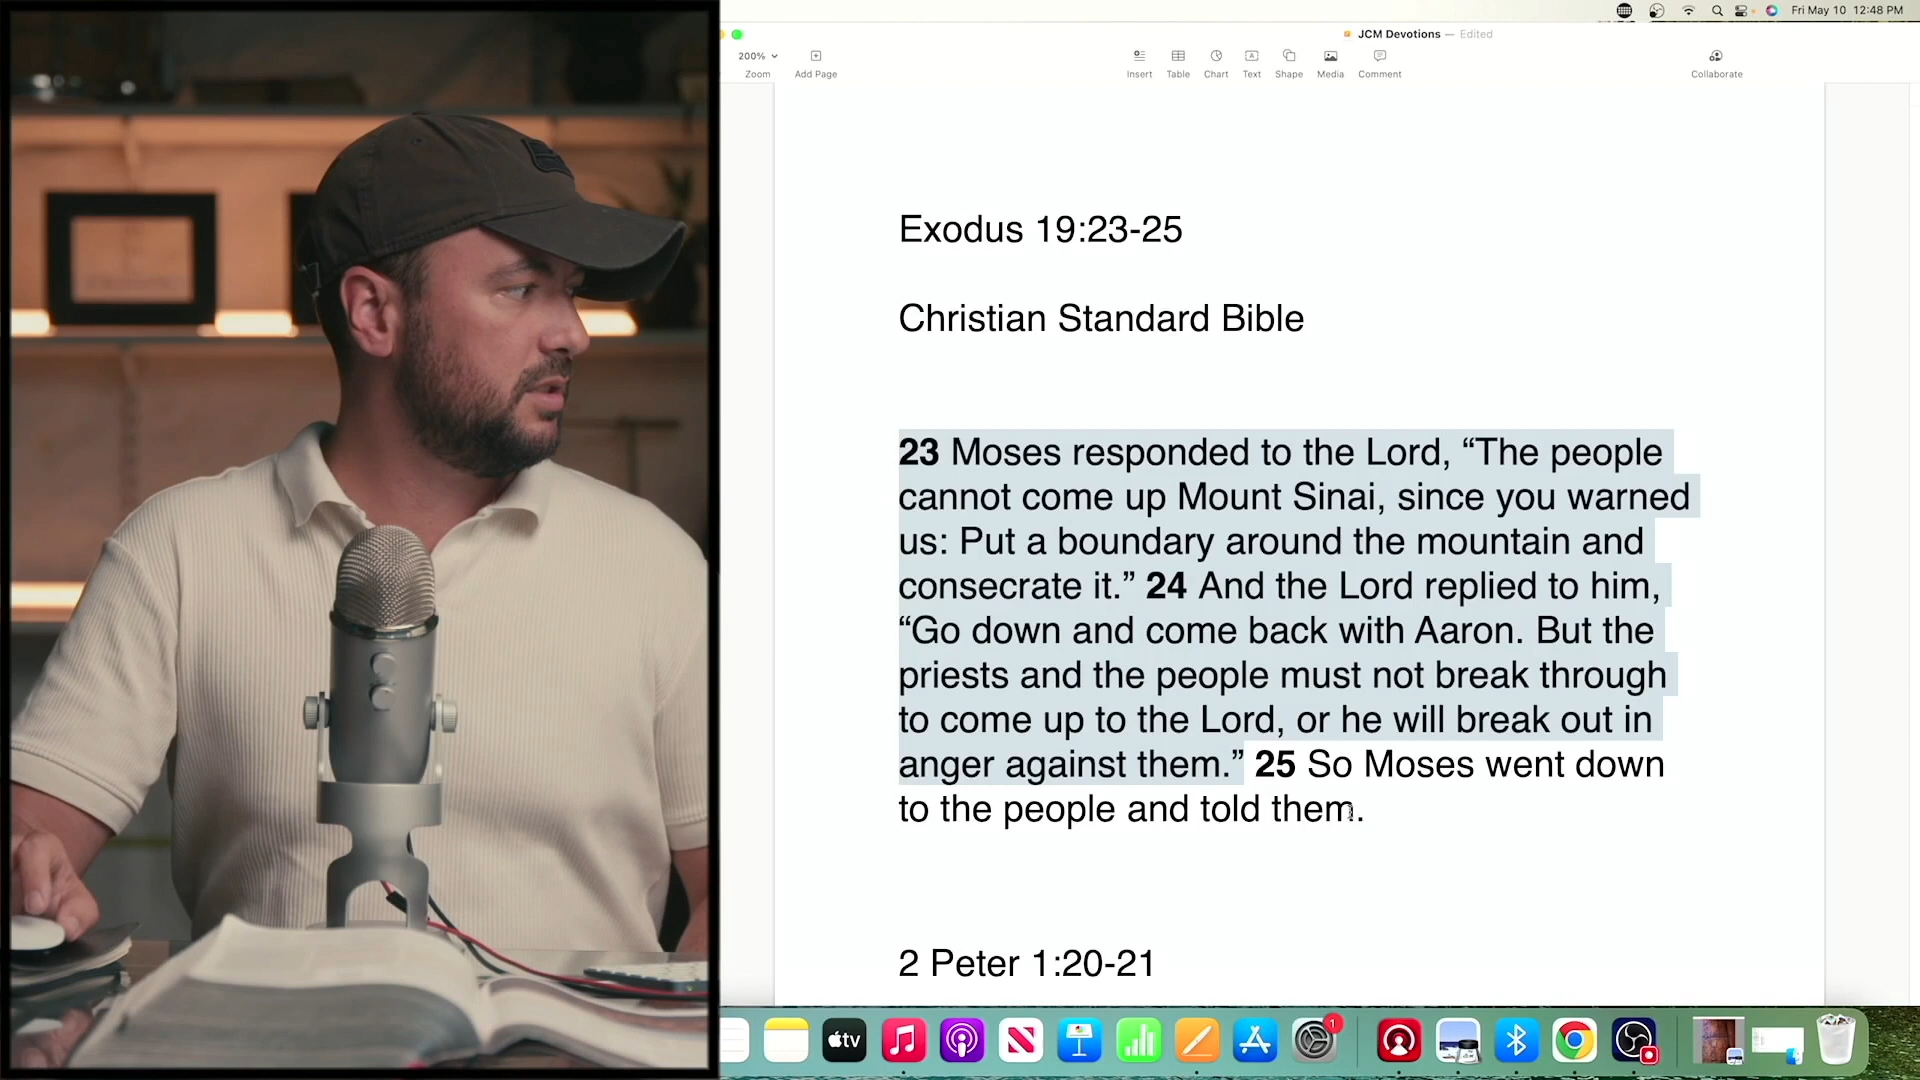 Fri May 10 12:48 PM
JCM Devotions — Edited
200%
Zoom
Add Page
Insert
Table
Chart
Text
Shape
Media
Comment
Collaborate
Exodus 19:23-25
Christian Standard Bible
23 Moses responded to the Lord, “The people
cannot come up Mount Sinai, since you warned
us: Put a boundary around the mountain and
consecrate it.” 24 And the Lord replied to him,
“Go down and come back with Aaron. But the
priests and the people must not break through
to come up to the Lord, or he will break out in
anger against them.” 25 So Moses went down
to the people and told them.
2 Peter 1:20-21
tv
1